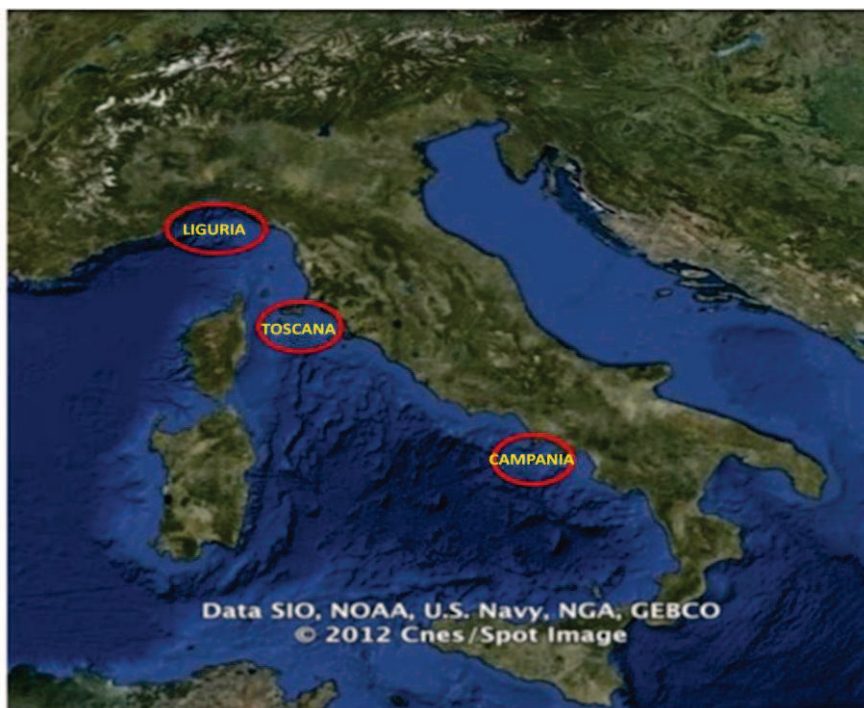 LIGURIA
TOSCANA
CAMPANIA
Data SIO, NOAA, U.S. Navy, NGA, GEBCO
© 2012 Cnes/Spot Image